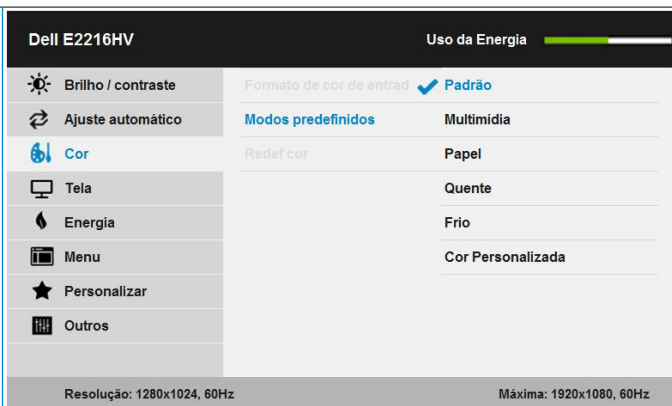 Dell E2216HV Uso da Energia
Brilho / contraste Formato de cor de entrad Padrão
Ajuste automático Modos predefinidos Multimídia
Cor Redef cor Papel
Tela Quente
Energia Frio
Menu Cor Personalizada
Personalizar
Outros
Resolução: 1280x1024, 60Hz Máxima: 1920x1080, 60Hz